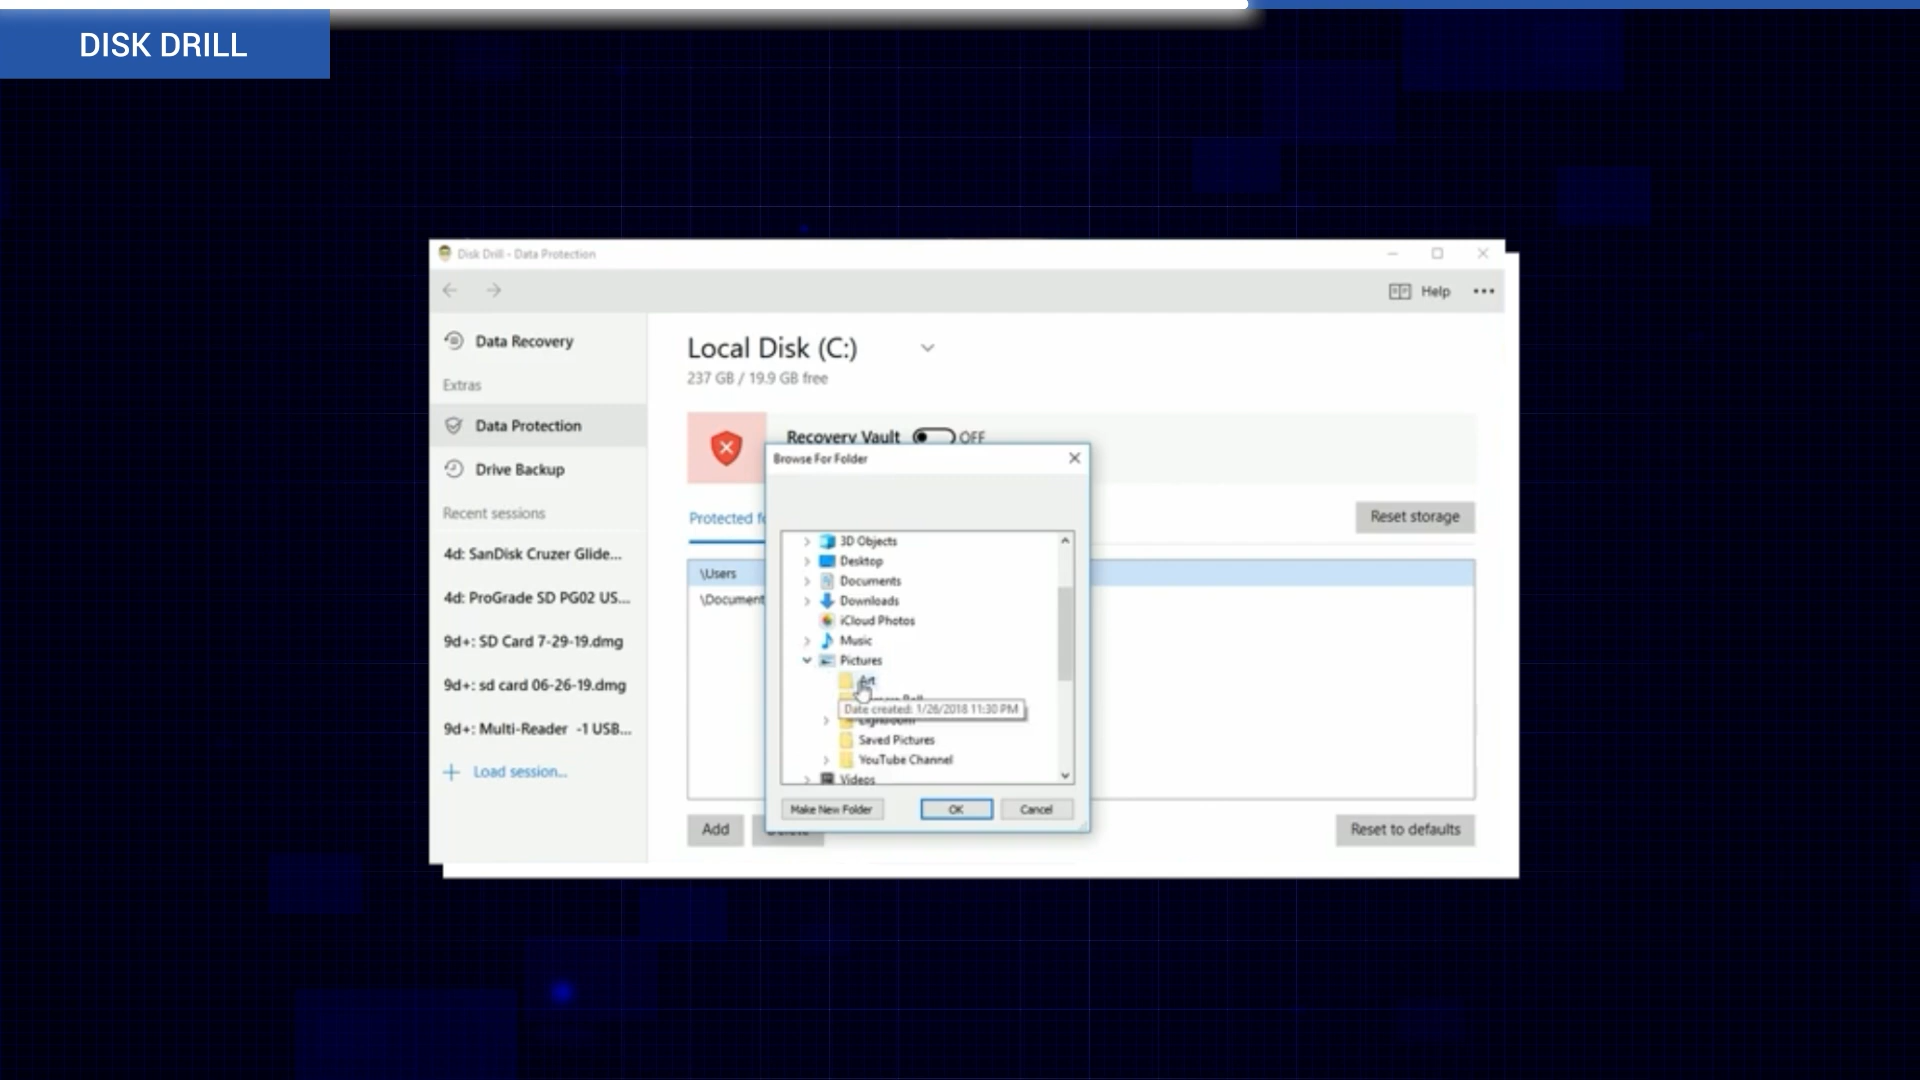 DISK DRILL
Disk Drill - Data Protection
Help
Data Recovery
Extras
Data Protection
Drive Backup
Recent sessions
4d: SanDisk Cruzer Glide...
4d: ProGrade SD PG02 US...
9d+: SD Card 7-29-19.dmg
9d+: sd card 06-26-19.dmg
9d+: Multi-Reader -1 USB...
Load session...
Local Disk (C:)
237 GB / 19.9 GB free
Recovery Vault OFF
Protected
Reset storage
\Users
\Document
Browse For Folder
3D Objects
Desktop
Documents
Downloads
iCloud Photos
Music
Pictures
Art
Date created: 1/26/2018 11:30 PM
Lightroom
Saved Pictures
YouTube Channel
Videos
Make New Folder
OK
Cancel
Add
Reset to defaults